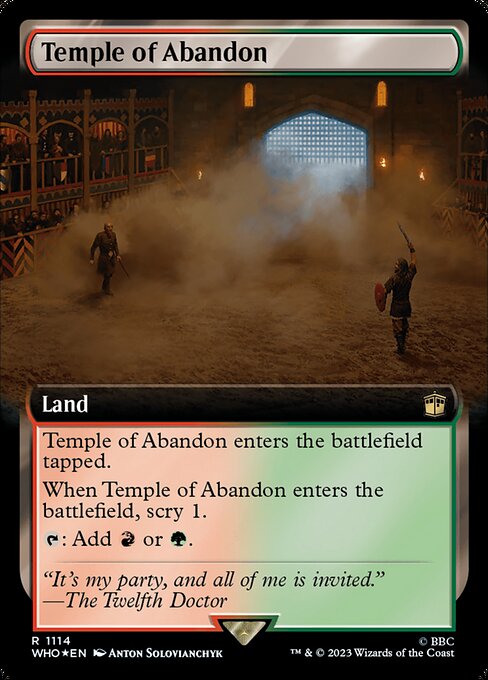 Temple of Abandon
Land
Temple of Abandon enters the battlefield
tapped.
When Temple of Abandon enters the
battlefield, scry 1.
: Add or .
“It’s my party, and all of me is invited.”
—The Twelfth Doctor
R 1114
WHO★EN Anton Solovianchyk
© BBC
™ & © 2023 Wizards of the Coast